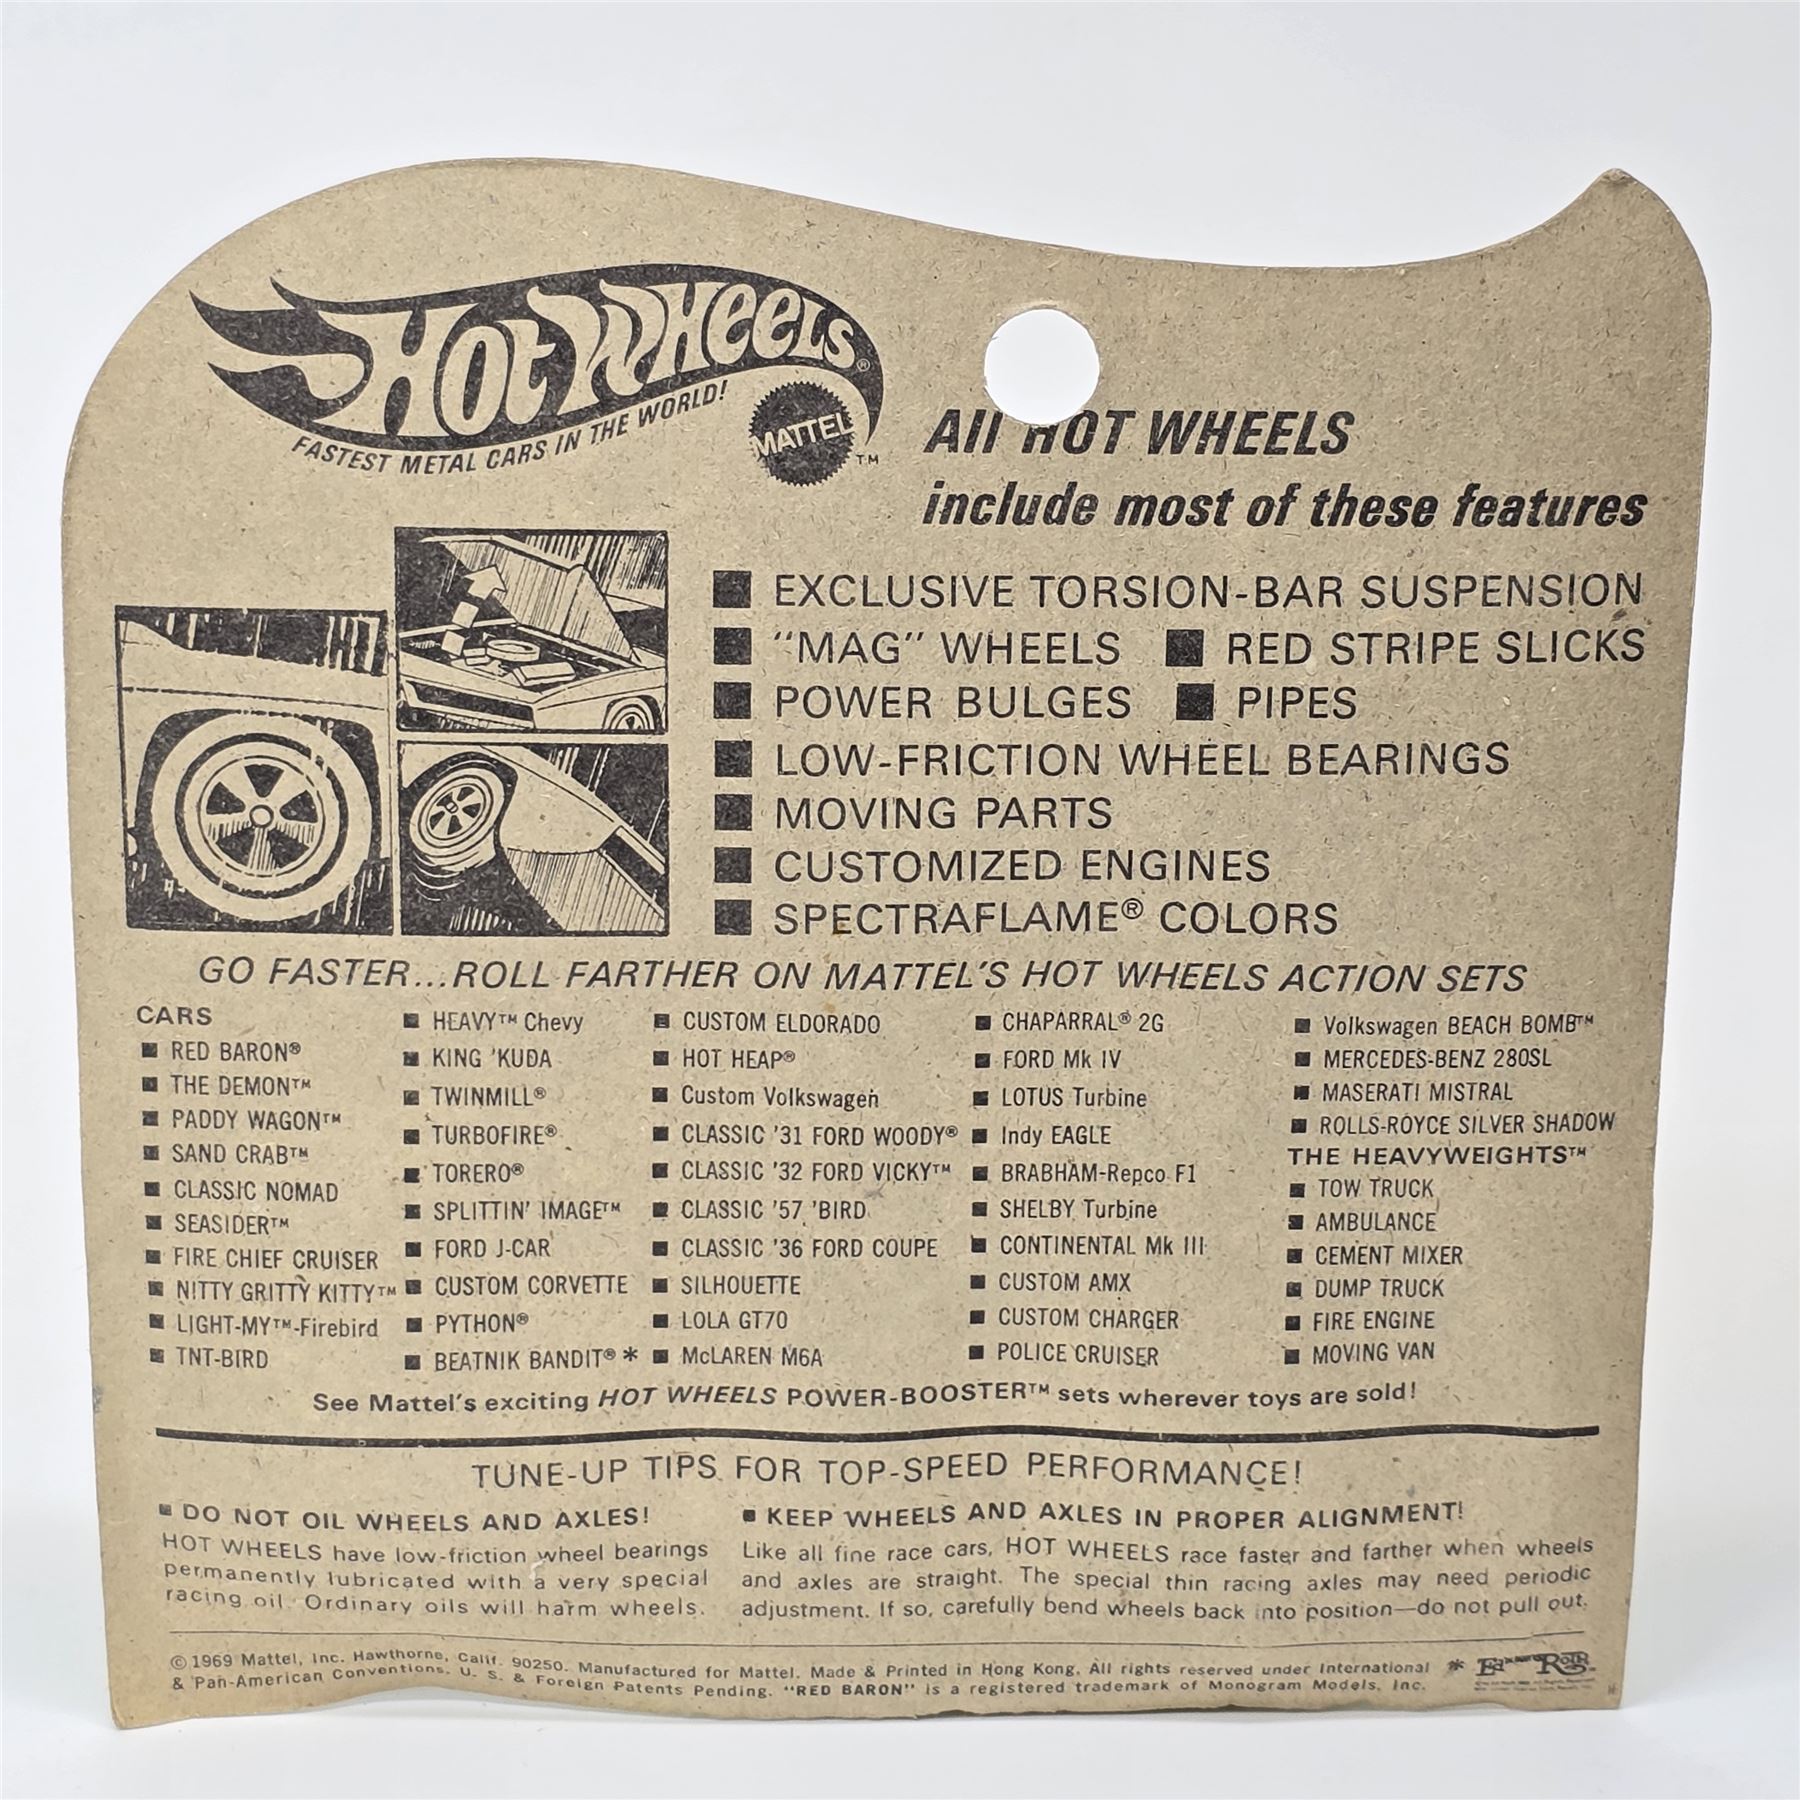 HOT WHEELS®
FASTEST METAL CARS IN THE WORLD!
MATTEL™
All HOT WHEELS
include most of these features
■ EXCLUSIVE TORSION-BAR SUSPENSION
■ "MAG" WHEELS ■ RED STRIPE SLICKS
■ POWER BULGES ■ PIPES
■ LOW-FRICTION WHEEL BEARINGS
■ MOVING PARTS
■ CUSTOMIZED ENGINES
■ SPECTRAFLAME® COLORS
GO FASTER...ROLL FARTHER ON MATTEL'S HOT WHEELS ACTION SETS
CARS
■ RED BARON®
■ THE DEMON™
■ PADDY WAGON™
■ SAND CRAB™
■ CLASSIC NOMAD
■ SEASIDER™
■ FIRE CHIEF CRUISER
■ NITTY GRITTY KITTY™
■ LIGHT-MY™-Firebird
■ TNT-BIRD
■ HEAVY™ Chevy
■ KING 'KUDA
■ TWINMILL®
■ TURBOFIRE®
■ TORERO®
■ SPLITTIN' IMAGE™
■ FORD J-CAR
■ CUSTOM CORVETTE
■ PYTHON®
■ BEATNIK BANDIT® *
■ CUSTOM ELDORADO
■ HOT HEAP®
■ Custom Volkswagen
■ CLASSIC '31 FORD WOODY®
■ CLASSIC '32 FORD VICKY™
■ CLASSIC '57 'BIRD
■ CLASSIC '36 FORD COUPE
■ SILHOUETTE
■ LOLA GT70
■ McLAREN M6A
■ CHAPARRAL® 2G
■ FORD Mk IV
■ LOTUS Turbine
■ Indy EAGLE
■ BRABHAM-Repco F1
■ SHELBY Turbine
■ CONTINENTAL Mk III
■ CUSTOM AMX
■ CUSTOM CHARGER
■ POLICE CRUISER
■ Volkswagen BEACH BOMB™
■ MERCEDES-BENZ 280SL
■ MASERATI MISTRAL
■ ROLLS-ROYCE SILVER SHADOW
THE HEAVYWEIGHTS™
■ TOW TRUCK
■ AMBULANCE
■ CEMENT MIXER
■ DUMP TRUCK
■ FIRE ENGINE
■ MOVING VAN
See Mattel's exciting HOT WHEELS POWER-BOOSTER™ sets wherever toys are sold!
TUNE-UP TIPS FOR TOP-SPEED PERFORMANCE!
■ DO NOT OIL WHEELS AND AXLES!
HOT WHEELS have low-friction wheel bearings
permanently lubricated with a very special
racing oil. Ordinary oils will harm wheels.
■ KEEP WHEELS AND AXLES IN PROPER ALIGNMENT!
Like all fine race cars, HOT WHEELS race faster and farther when wheels
and axles are straight. The special thin racing axles may need periodic
adjustment. If so, carefully bend wheels back into position—do not pull out.
© 1969 Mattel, Inc. Hawthorne, Calif. 90250. Manufactured for Mattel. Made & Printed in Hong Kong. All rights reserved under International
& Pan-American Conventions. U. S. & Foreign Patents Pending. "RED BARON" is a registered trademark of Monogram Models, Inc.
* Ed Roth